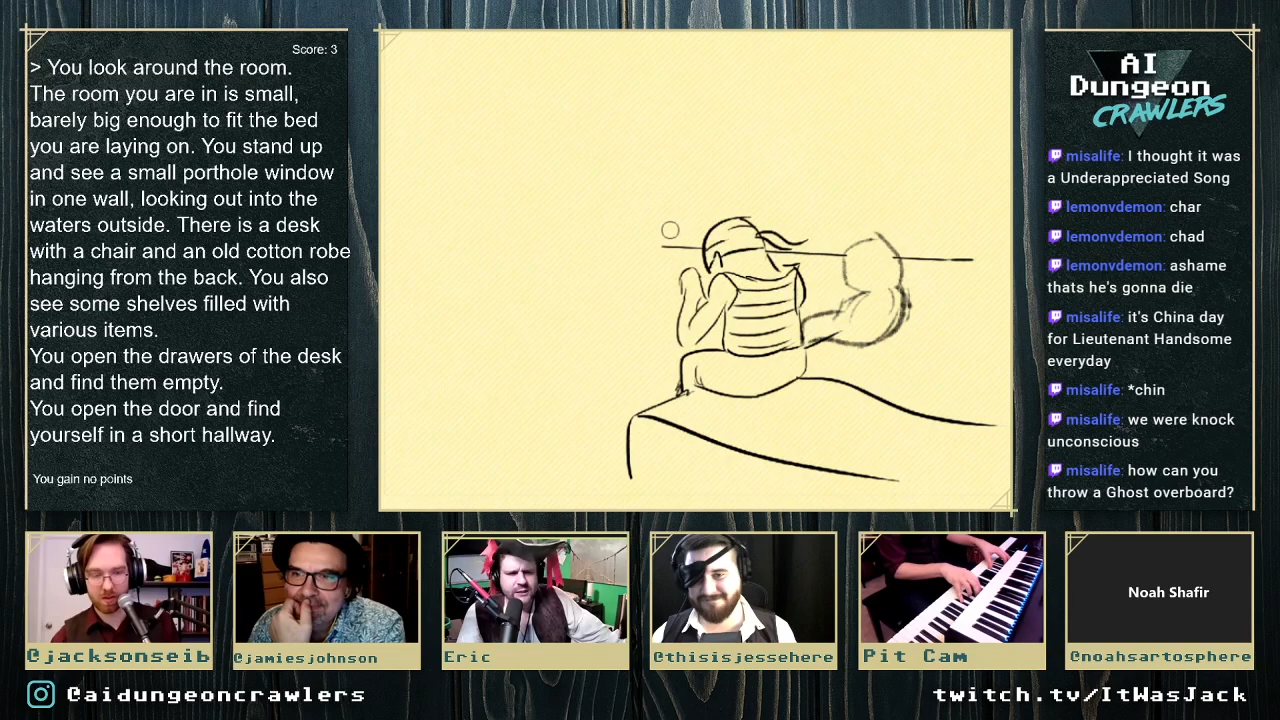 Score: 3
> You look around the room.
The room you are in is small,
barely big enough to fit the bed
you are laying on. You stand up
and see a small porthole window
in one wall, looking out into the
waters outside. There is a desk
with a chair and an old cotton robe
hanging from the back. You also
see some shelves filled with
various items.
You open the drawers of the desk
and find them empty.
You open the door and find
yourself in a short hallway.
You gain no points
AI
Dungeon
CRAWLERS
misalife: I thought it was
a Underappreciated Song
lemonvdemon: char
lemonvdemon: chad
lemonvdemon: ashame
thats he's gonna die
misalife: it's China day
for Lieutenant Handsome
everyday
misalife: *chin
misalife: we were knock
unconscious
misalife: how can you
throw a Ghost overboard?
Noah Shafir
@jacksonseib
@jamiesjohnson
Eric
@thisisjessehere
Pit Cam
@noahsartosphere
@aidungeoncrawlers
twitch.tv/ItWasJack